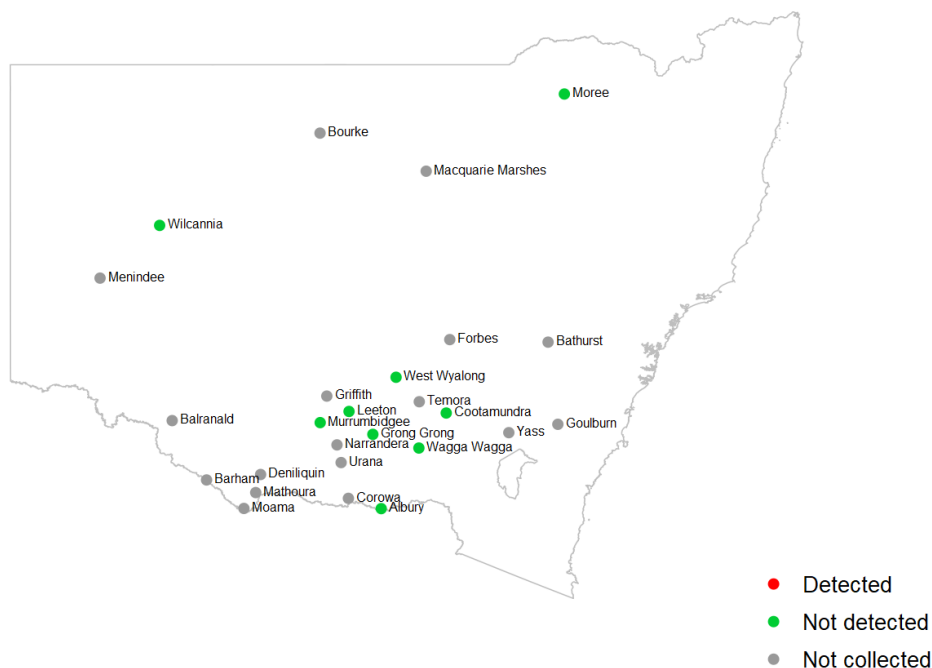 Moree
Bourke
Macquarie Marshes
Wilcannia
Menindee
Forbes
Bathurst
West Wyalong
Griffith
Temora
Leeton
Cootamundra
Balranald
Murrumbidgee
Goulburn
Grong Grong
Yass
Narrandera
Wagga Wagga
Urana
Deniliquin
Barham
Mathoura
Corowa
Moama
Albury
Detected
Not detected
Not collected